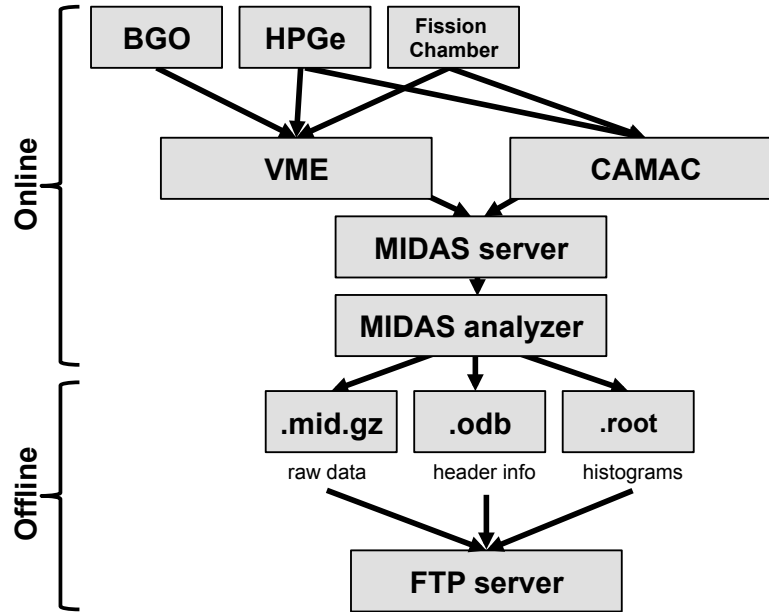 Online
BGO
HPGe
Fission
Chamber
VME
CAMAC
MIDAS server
MIDAS analyzer
Offline
.mid.gz
.odb
.root
raw data
header info
histograms
FTP server